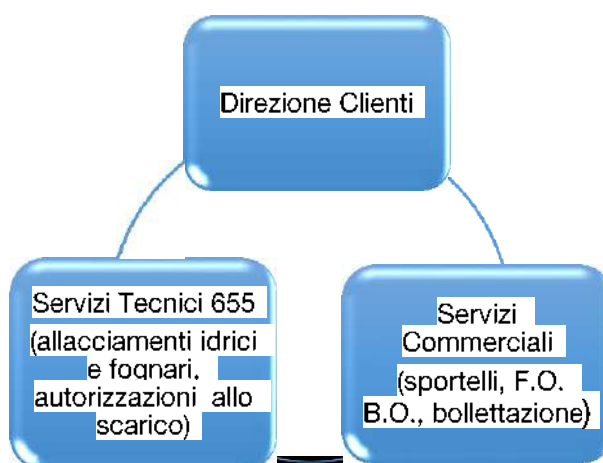 Direzione Clienti
Servizi Tecnici 655
(allacciamenti idrici
e fognari,
autorizzazioni allo
scarico)
Servizi
Commerciali
(sportelli, F.O.
B.O., bollettazione)